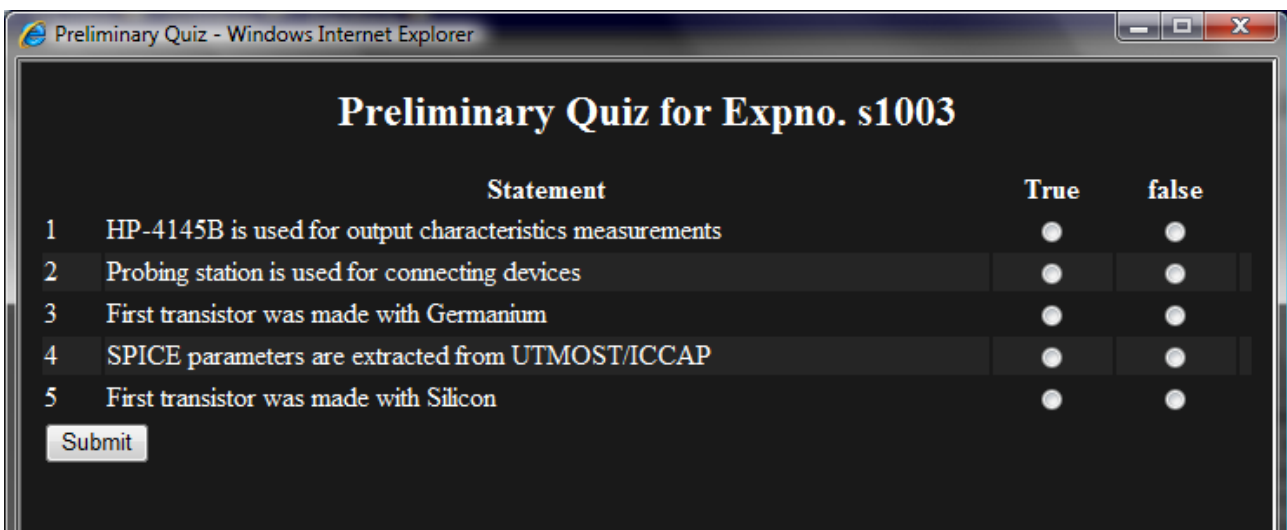 Preliminary Quiz - Windows Internet Explorer
Preliminary Quiz for Expno. s1003
Statement True false
1 HP-4145B is used for output characteristics measurements
2 Probing station is used for connecting devices
3 First transistor was made with Germanium
4 SPICE parameters are extracted from UTMOST/ICCAP
5 First transistor was made with Silicon
Submit